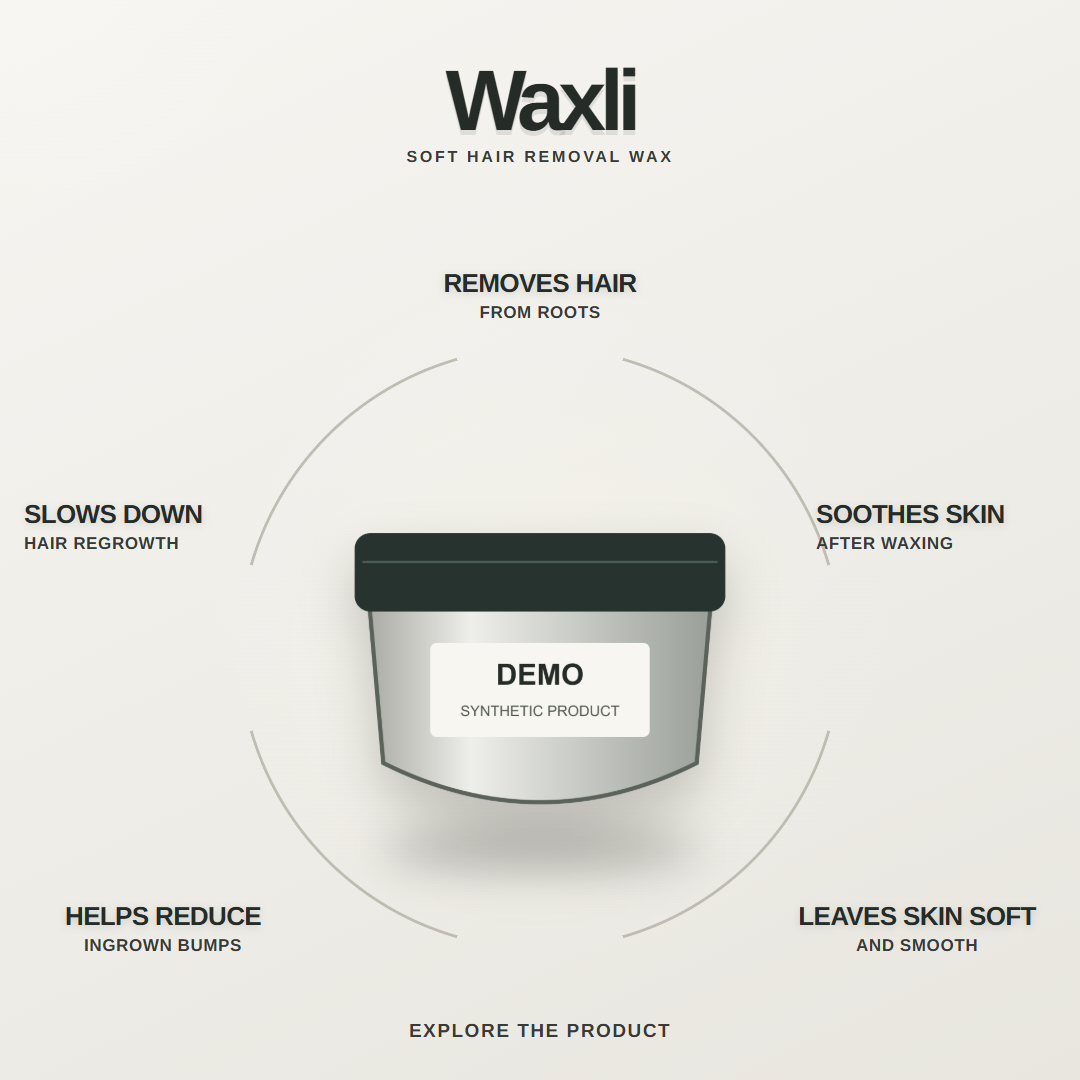 Waxli
SOFT HAIR REMOVAL WAX
REMOVES HAIR
FROM ROOTS
SLOWS DOWN
HAIR REGROWTH
SOOTHES SKIN
AFTER WAXING
DEMO
SYNTHETIC PRODUCT
HELPS REDUCE
INGROWN BUMPS
LEAVES SKIN SOFT
AND SMOOTH
EXPLORE THE PRODUCT